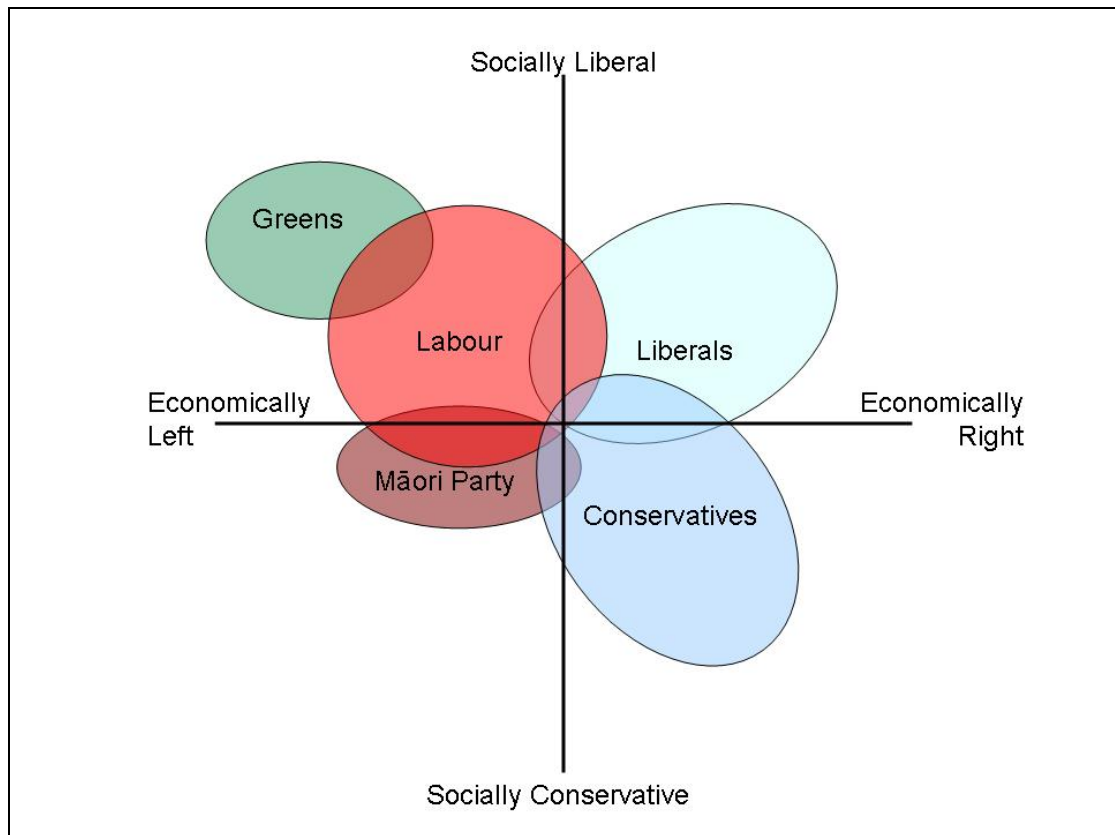 Socially Liberal
Greens
Labour
Liberals
Economically
Left
Economically
Right
Māori Party
Conservatives
Socially Conservative